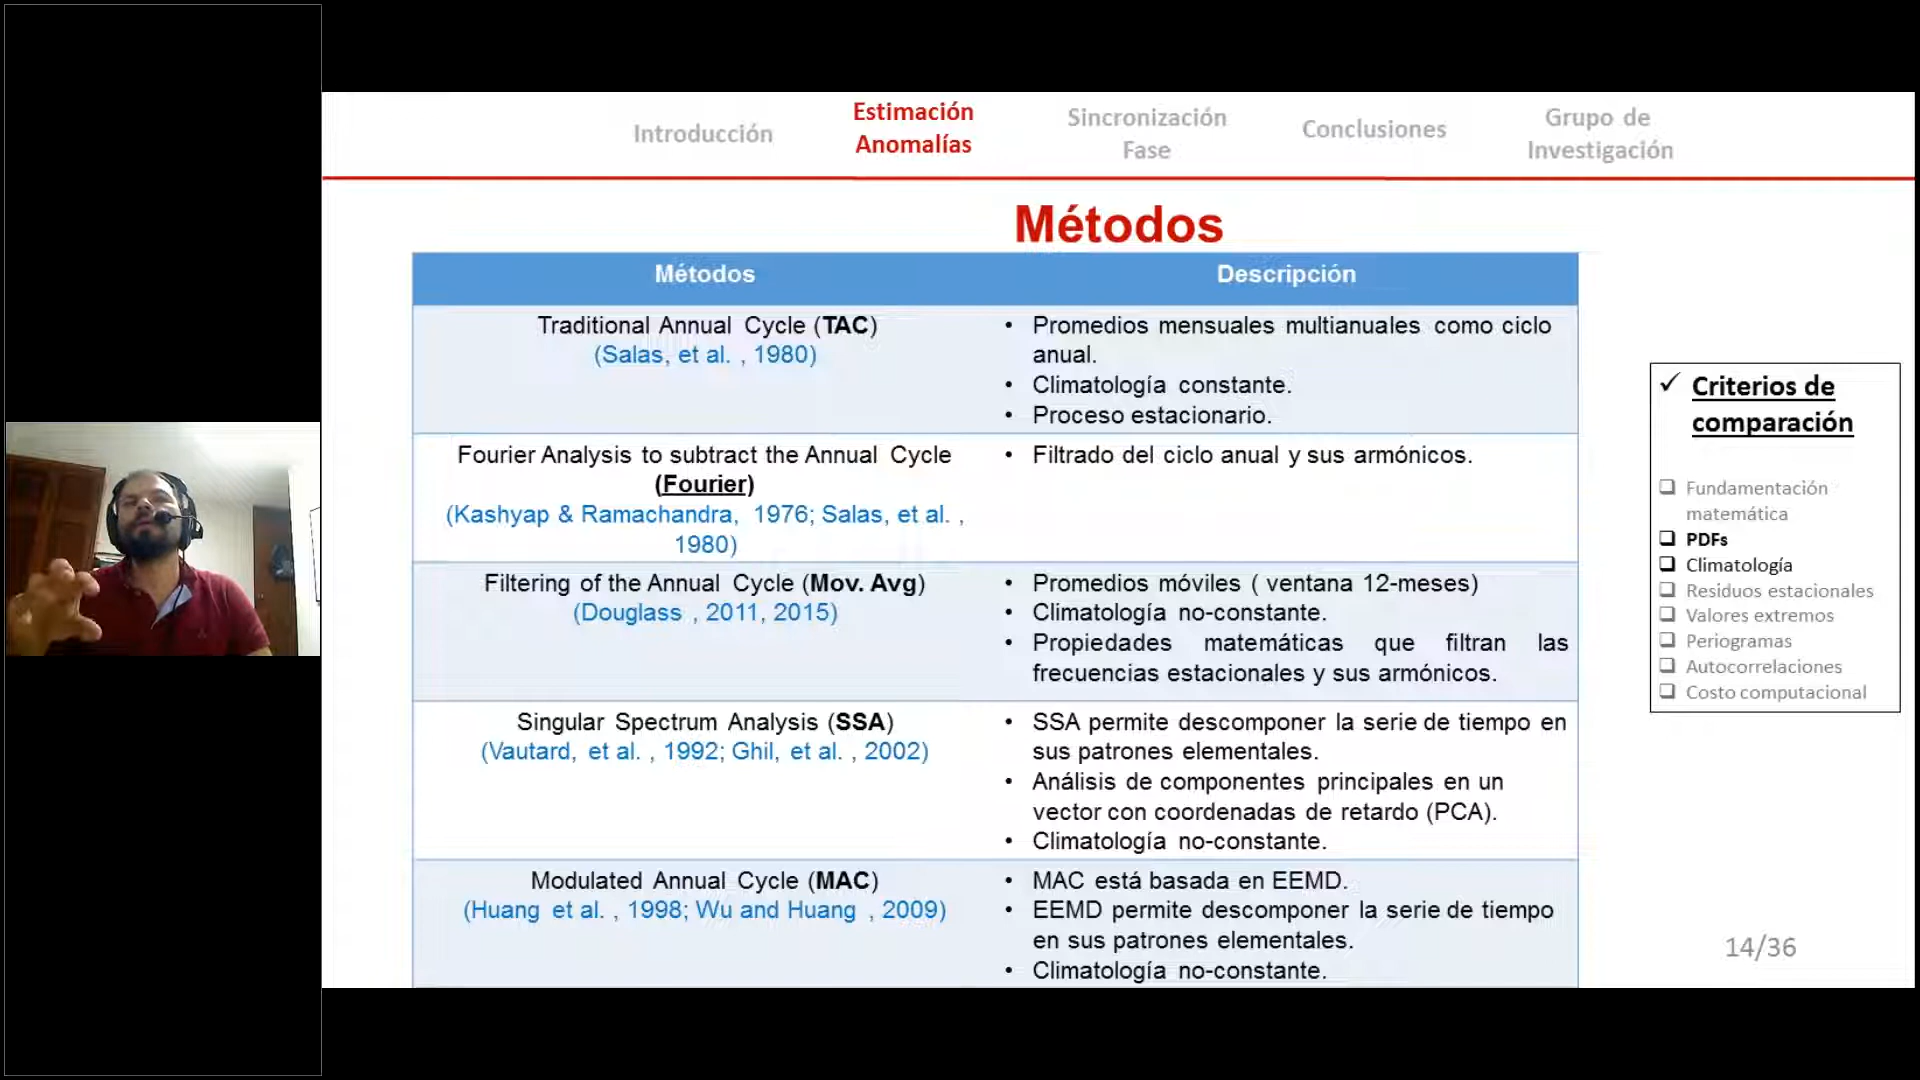 Introducción
Estimación
Anomalías
Sincronización
Fase
Conclusiones
Grupo de
Investigación
Métodos
Métodos
Descripción
Traditional Annual Cycle (TAC)
(Salas, et al. , 1980)
• Promedios mensuales multianuales como ciclo
anual.
• Climatología constante.
• Proceso estacionario.
Fourier Analysis to subtract the Annual Cycle
(Fourier)
(Kashyap & Ramachandra, 1976; Salas, et al. ,
1980)
• Filtrado del ciclo anual y sus armónicos.
Filtering of the Annual Cycle (Mov. Avg)
(Douglass , 2011, 2015)
• Promedios móviles ( ventana 12-meses)
• Climatología no-constante.
• Propiedades matemáticas que filtran las
frecuencias estacionales y sus armónicos.
Singular Spectrum Analysis (SSA)
(Vautard, et al. , 1992; Ghil, et al. , 2002)
• SSA permite descomponer la serie de tiempo en
sus patrones elementales.
• Análisis de componentes principales en un
vector con coordenadas de retardo (PCA).
• Climatología no-constante.
Modulated Annual Cycle (MAC)
(Huang et al. , 1998; Wu and Huang , 2009)
• MAC está basada en EEMD.
• EEMD permite descomponer la serie de tiempo
en sus patrones elementales.
• Climatología no-constante.
✓ Criterios de
comparación
❑ Fundamentación
matemática
❑ PDFs
❑ Climatología
❑ Residuos estacionales
❑ Valores extremos
❑ Periogramas
❑ Autocorrelaciones
❑ Costo computacional
14/36